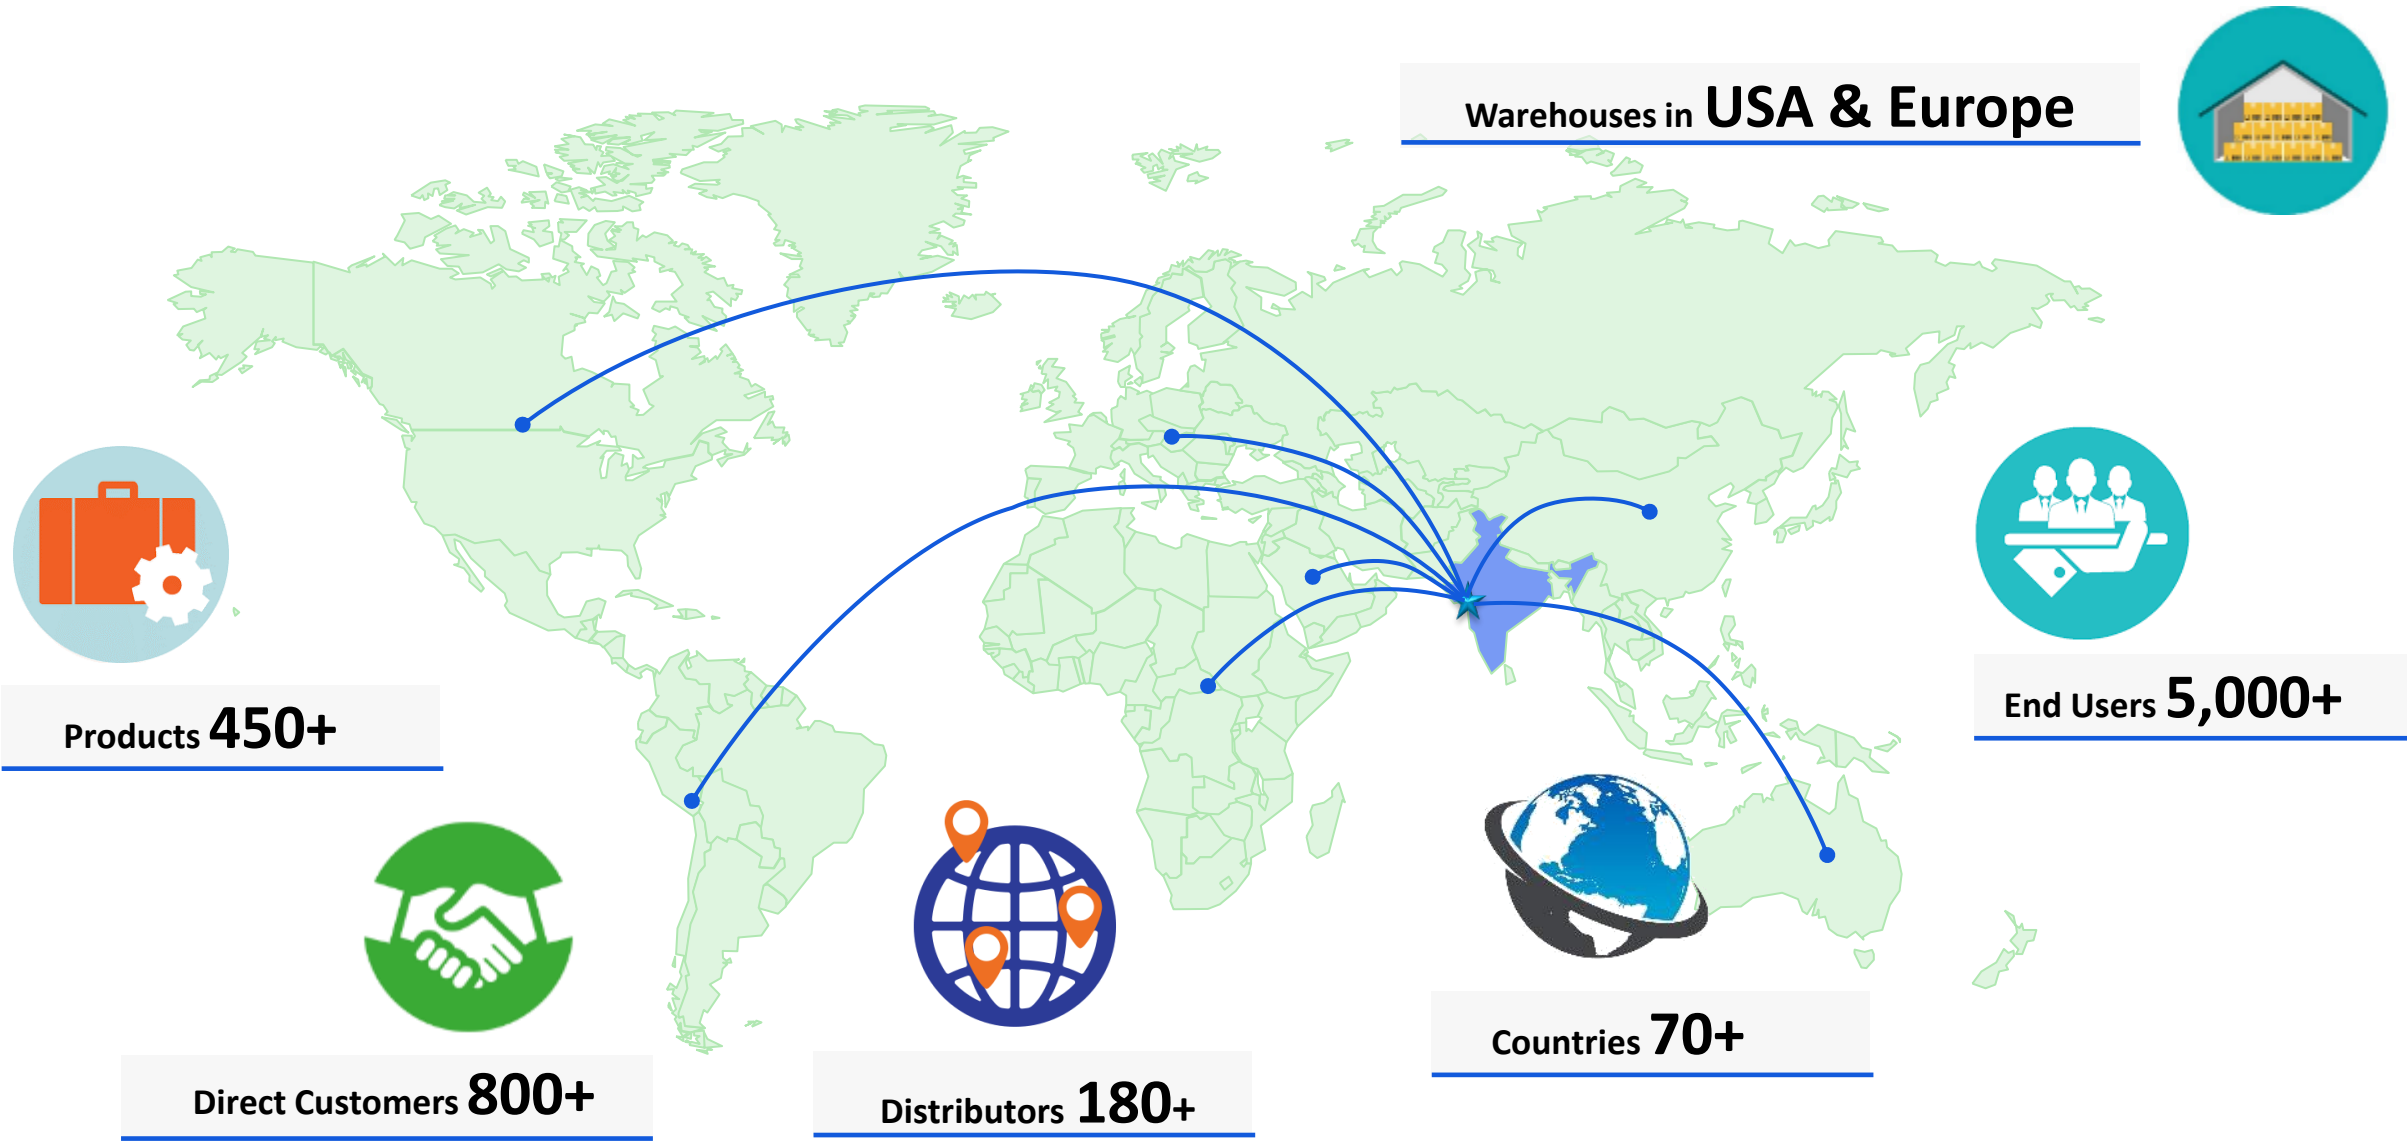 Warehouses in USA & Europe
Products 450+
End Users 5,000+
Direct Customers 800+
Distributors 180+
Countries 70+